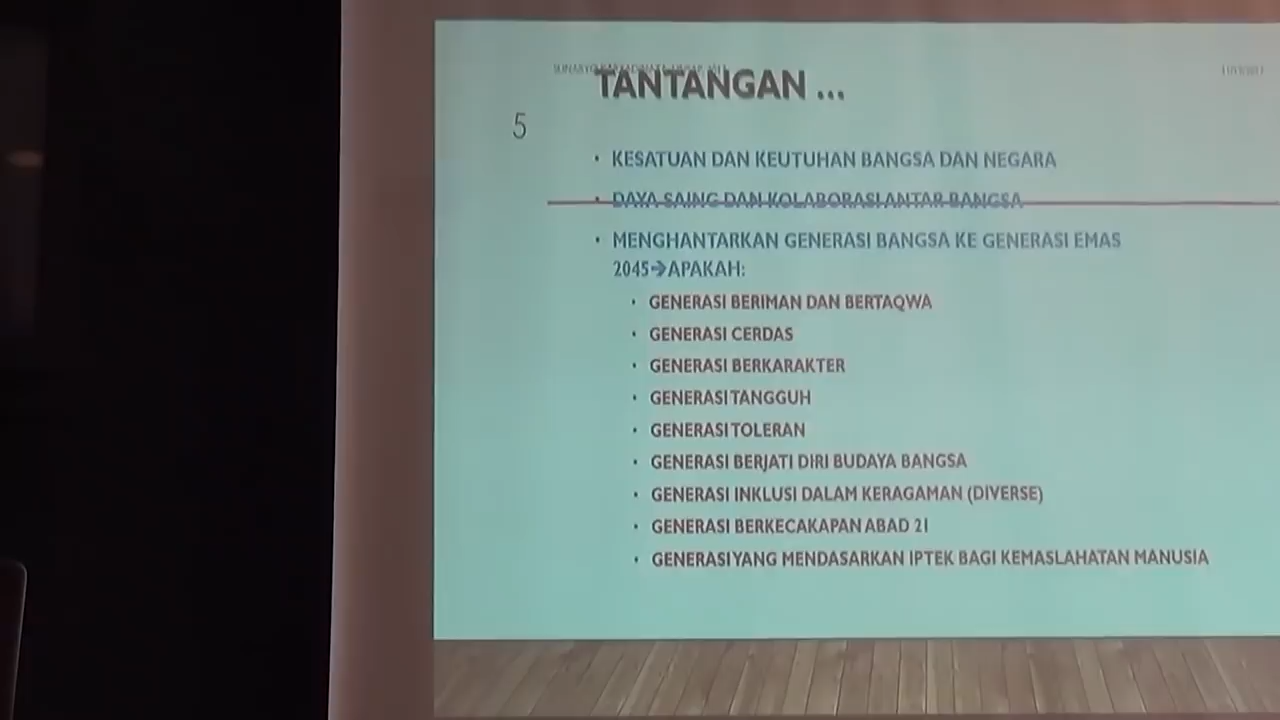 TANTANGAN ...
5
• KESATUAN DAN KEUTUHAN BANGSA DAN NEGARA
• DAYA SAING DAN KOLABORASI ANTAR BANGSA
• MENGHANTARKAN GENERASI BANGSA KE GENERASI EMAS
2045→APAKAH:
• GENERASI BERIMAN DAN BERTAQWA
• GENERASI CERDAS
• GENERASI BERKARAKTER
• GENERASI TANGGUH
• GENERASI TOLERAN
• GENERASI BERJATI DIRI BUDAYA BANGSA
• GENERASI INKLUSI DALAM KERAGAMAN (DIVERSE)
• GENERASI BERKECAKAPAN ABAD 21
• GENERASI YANG MENDASARKAN IPTEK BAGI KEMASLAHATAN MANUSIA